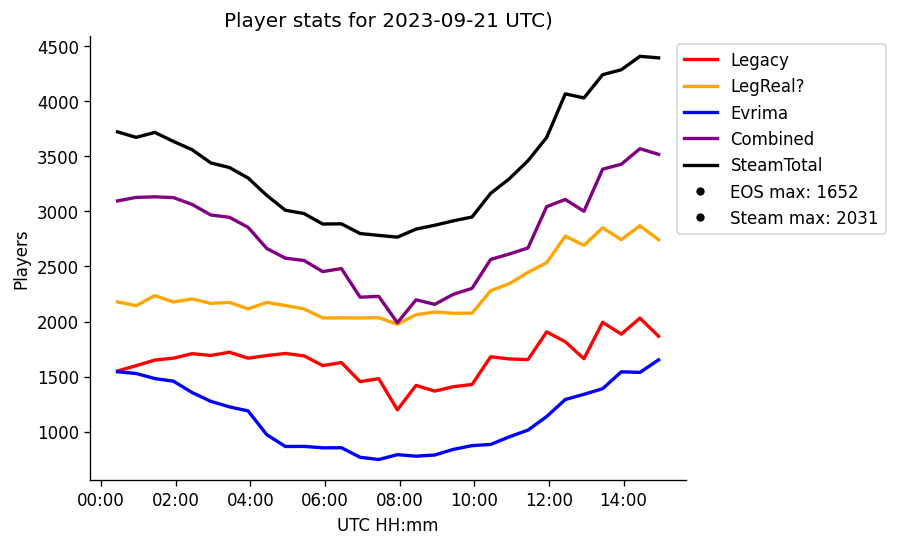 Player stats for 2023-09-21 UTC)
4500
4000
3500
3000
2500
2000
1500
1000
Players
00:00 02:00 04:00 06:00 08:00 10:00 12:00 14:00
UTC HH:mm
Legacy
LegReal?
Evrima
Combined
SteamTotal
EOS max: 1652
Steam max: 2031